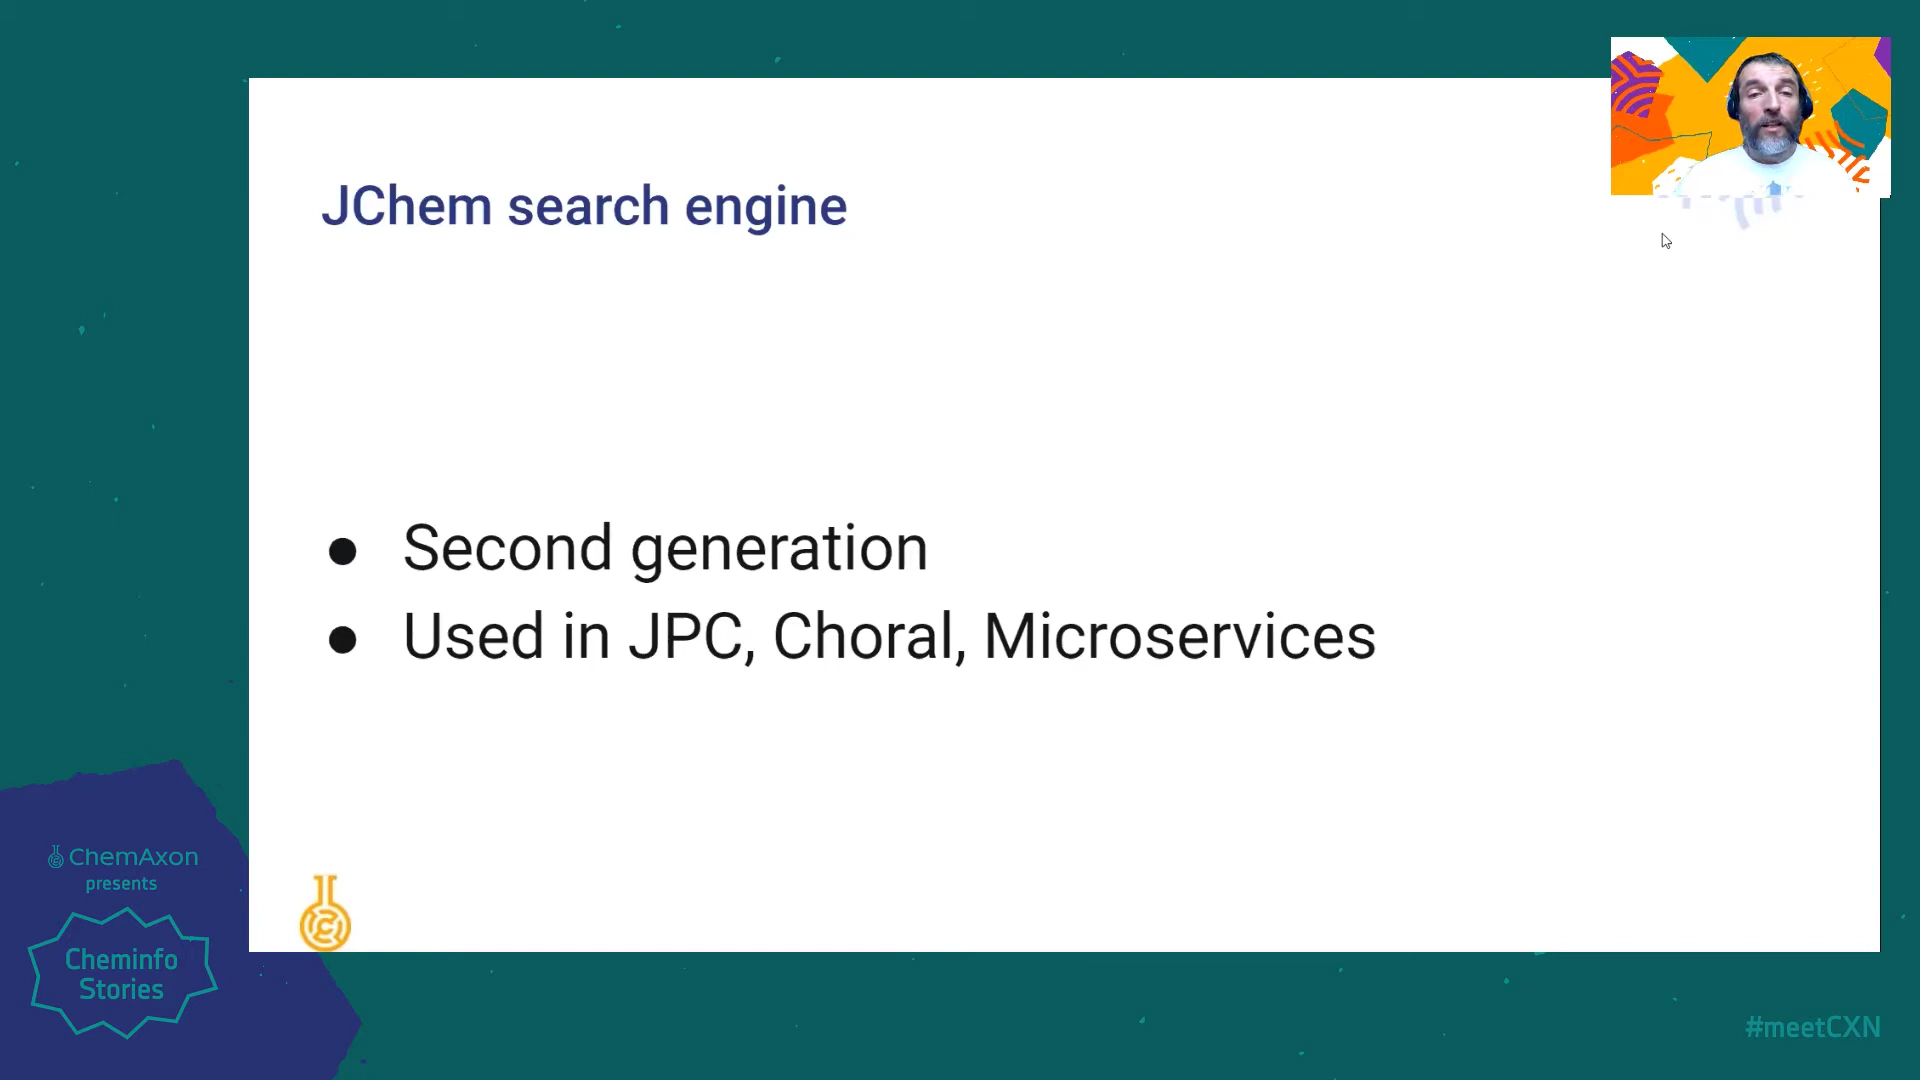 JChem search engine
● Second generation
● Used in JPC, Choral, Microservices
ChemAxon
presents
Cheminfo
Stories
#meetCXN